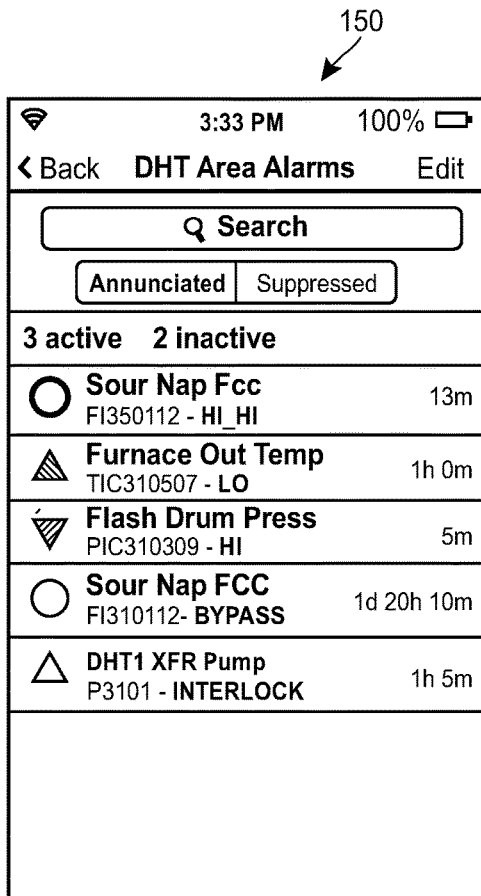 150
3:33 PM 100%
Back DHT Area Alarms Edit
Search
Annunciated Suppressed
3 active 2 inactive
Sour Nap Fcc
FI350112 - HI_HI 13m
Furnace Out Temp
TIC310507 - LO 1h 0m
Flash Drum Press
PIC310309 - HI 5m
Sour Nap FCC
FI310112- BYPASS 1d 20h 10m
DHT1 XFR Pump
P3101 - INTERLOCK 1h 5m